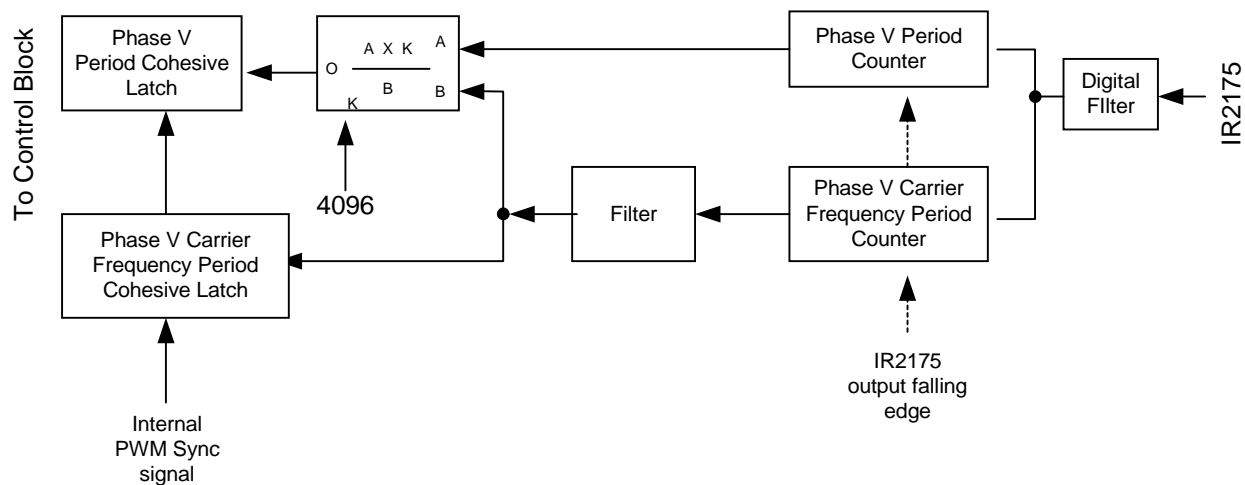 To Control Block
Phase V
Period Cohesive
Latch
O
A X K
B
A
B
K
4096
Phase V Period
Counter
Digital
FIlter
IR2175
Phase V Carrier
Frequency Period
Cohesive Latch
Filter
Phase V Carrier
Frequency Period
Counter
Internal
PWM Sync
signal
IR2175
output falling
edge